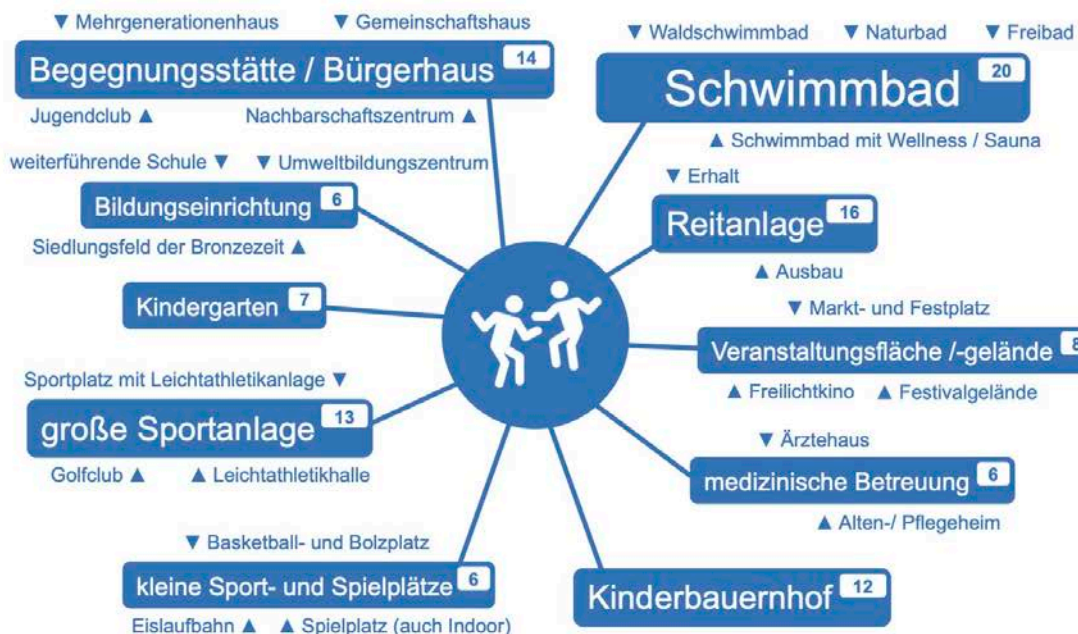 ▼ Mehrgenerationenhaus ▼ Gemeinschaftshaus
Begegnungsstätte / Bürgerhaus 14
Jugendclub ▲ Nachbarschaftszentrum ▲
▼ Waldschwimmbad ▼ Naturbad ▼ Freibad
Schwimmbad 20
▲ Schwimmbad mit Wellness / Sauna
weiterführende Schule ▼ ▼ Umweltbildungszentrum
Bildungseinrichtung 6
Siedlungsfeld der Bronzezeit ▲
▼ Erhalt
Reitanlage 16
▲ Ausbau
Kindergarten 7
▼ Markt- und Festplatz
Veranstaltungsfläche /-gelände 8
▲ Freilichtkino ▲ Festivalgelände
Sportplatz mit Leichtathletikanlage ▼
große Sportanlage 13
Golfclub ▲ ▲ Leichtathletikhalle
▼ Ärztehaus
medizinische Betreuung 6
▲ Alten-/ Pflegeheim
▼ Basketball- und Bolzplatz
kleine Sport- und Spielplätze 6
Eislaufbahn ▲ ▲ Spielplatz (auch Indoor)
Kinderbauernhof 12